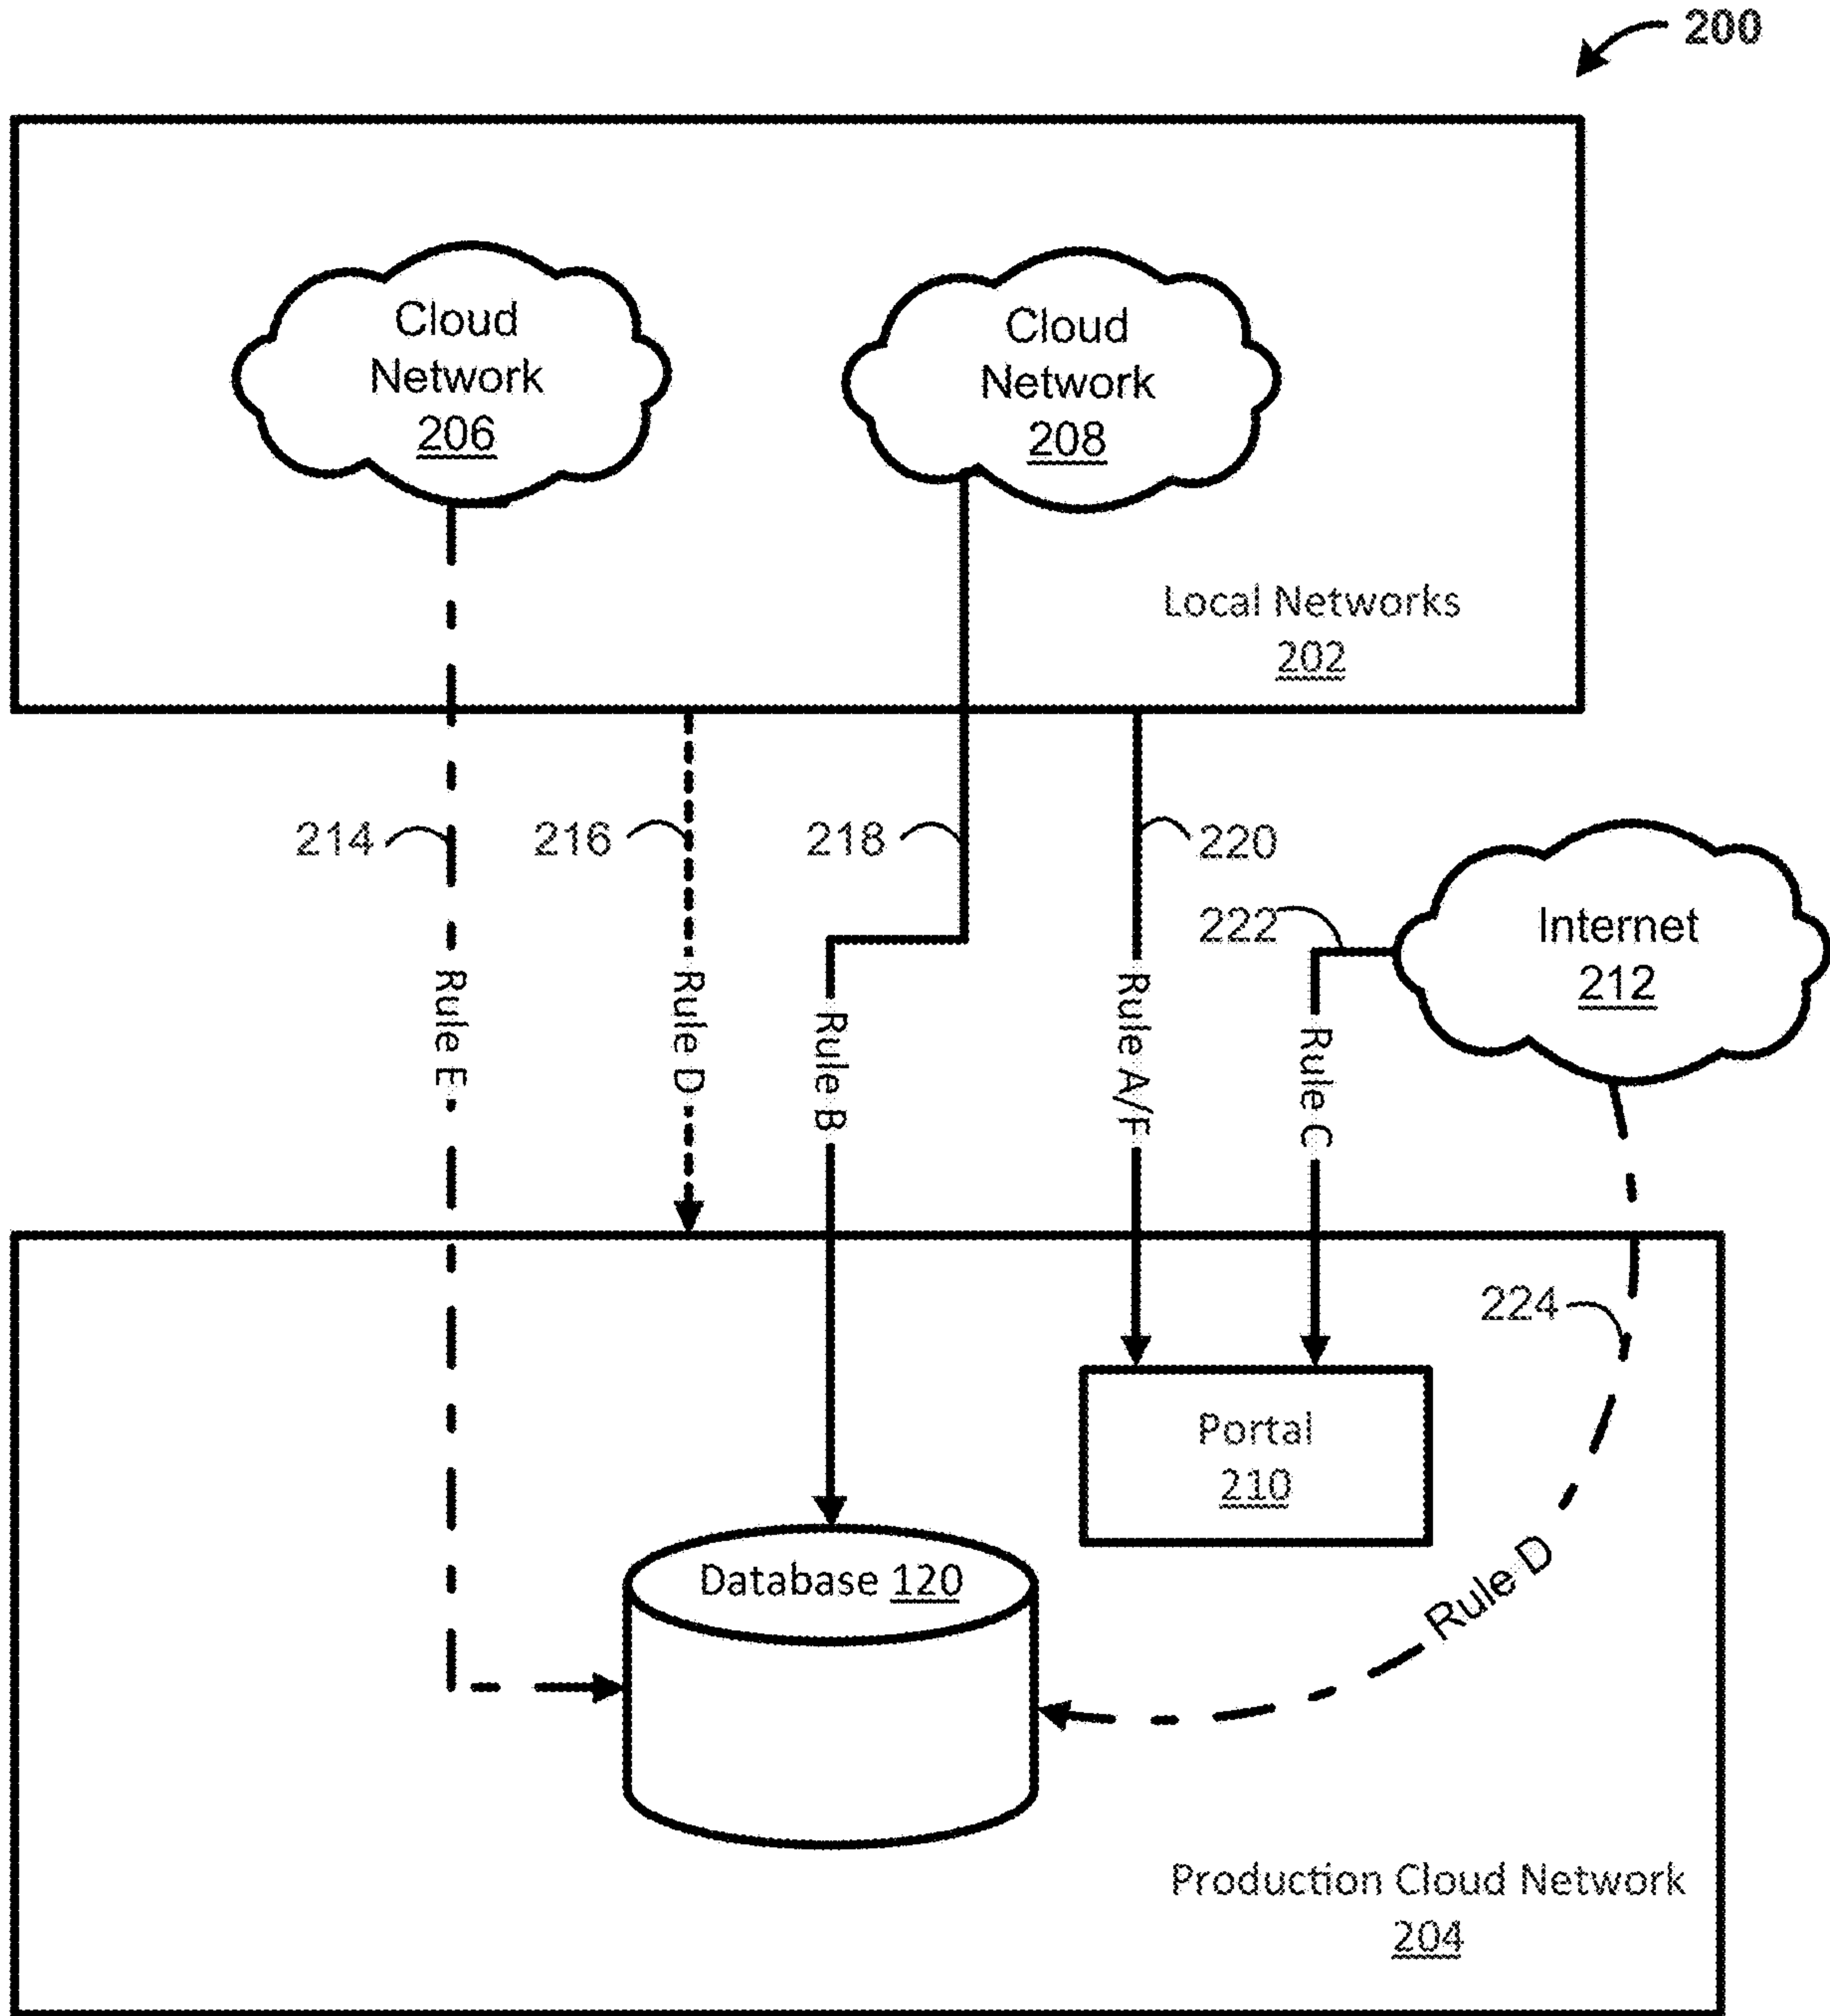 200
Cloud
Network
206
Cloud
Network
208
Local Networks
202
214
216
218
220
222
Internet
212
Rule E
Rule D
Rule B
Rule A/F
Rule C
224
Portal
210
Rule D
Database 120
Production Cloud Network
204